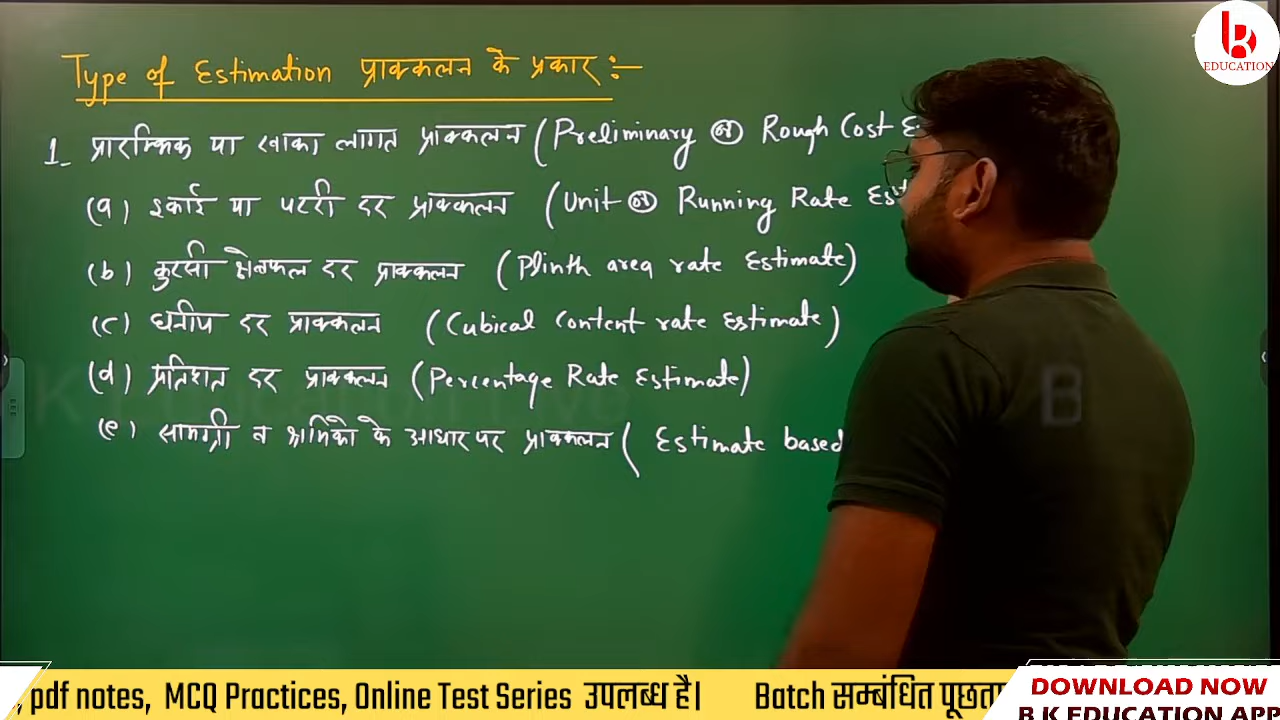 EDUCATION
Type of Estimation प्राक्कलन के प्रकार :-
1- प्रारम्भिक या खाका लागत प्राक्कलन (Preliminary or Rough Cost E
(a) इकाई या पटरी दर प्राक्कलन (Unit or Running Rate Est
(b) कुरसी क्षेत्रफल दर प्राक्कलन (Plinth area rate Estimate)
(c) घनीय दर प्राक्कलन (Cubical Content rate Estimate)
(d) प्रतिशत दर प्राक्कलन (Percentage Rate Estimate)
(e) सामग्री व श्रमिको के आधार पर प्राक्कलन ( Estimate based
, pdf notes, MCQ Practices, Online Test Series उपलब्ध है। Batch सम्बंधित पूछता
DOWNLOAD NOW
B K EDUCATION APP